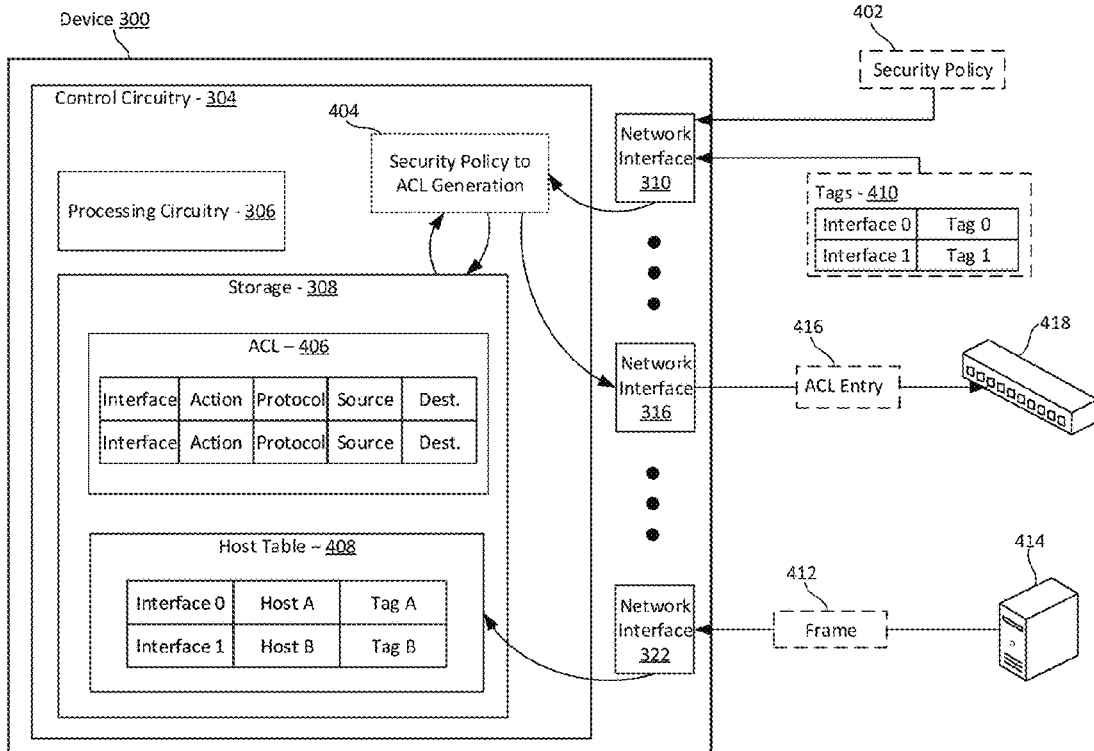 Device 300
402
Security Policy
Control Circuitry - 304
404
Security Policy to
ACL Generation
Network
Interface
310
Processing Circuitry - 306
Tags - 410
Interface 0 Tag 0
Interface 1 Tag 1
Storage - 308
ACL – 406
Interface Action Protocol Source Dest.
Interface Action Protocol Source Dest.
Network
Interface
316
416
ACL Entry
418
Host Table – 408
Interface 0 Host A Tag A
Interface 1 Host B Tag B
Network
Interface
322
412
Frame
414